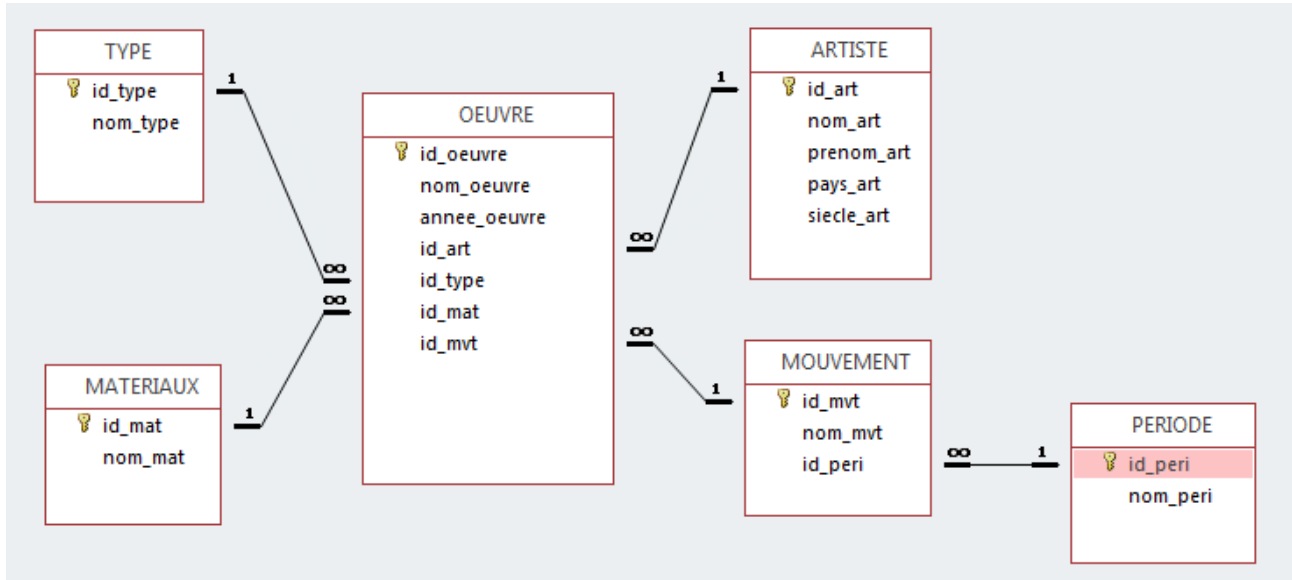 TYPE
id_type
nom_type
1
∞
OEUVRE
id_oeuvre
nom_oeuvre
annee_oeuvre
id_art
id_type
id_mat
id_mvt
ARTISTE
id_art
nom_art
prenom_art
pays_art
siecle_art
1
∞
MATERIAUX
id_mat
nom_mat
1
∞
MOUVEMENT
id_mvt
nom_mvt
id_peri
∞
1
PERIODE
id_peri
nom_peri
∞
1